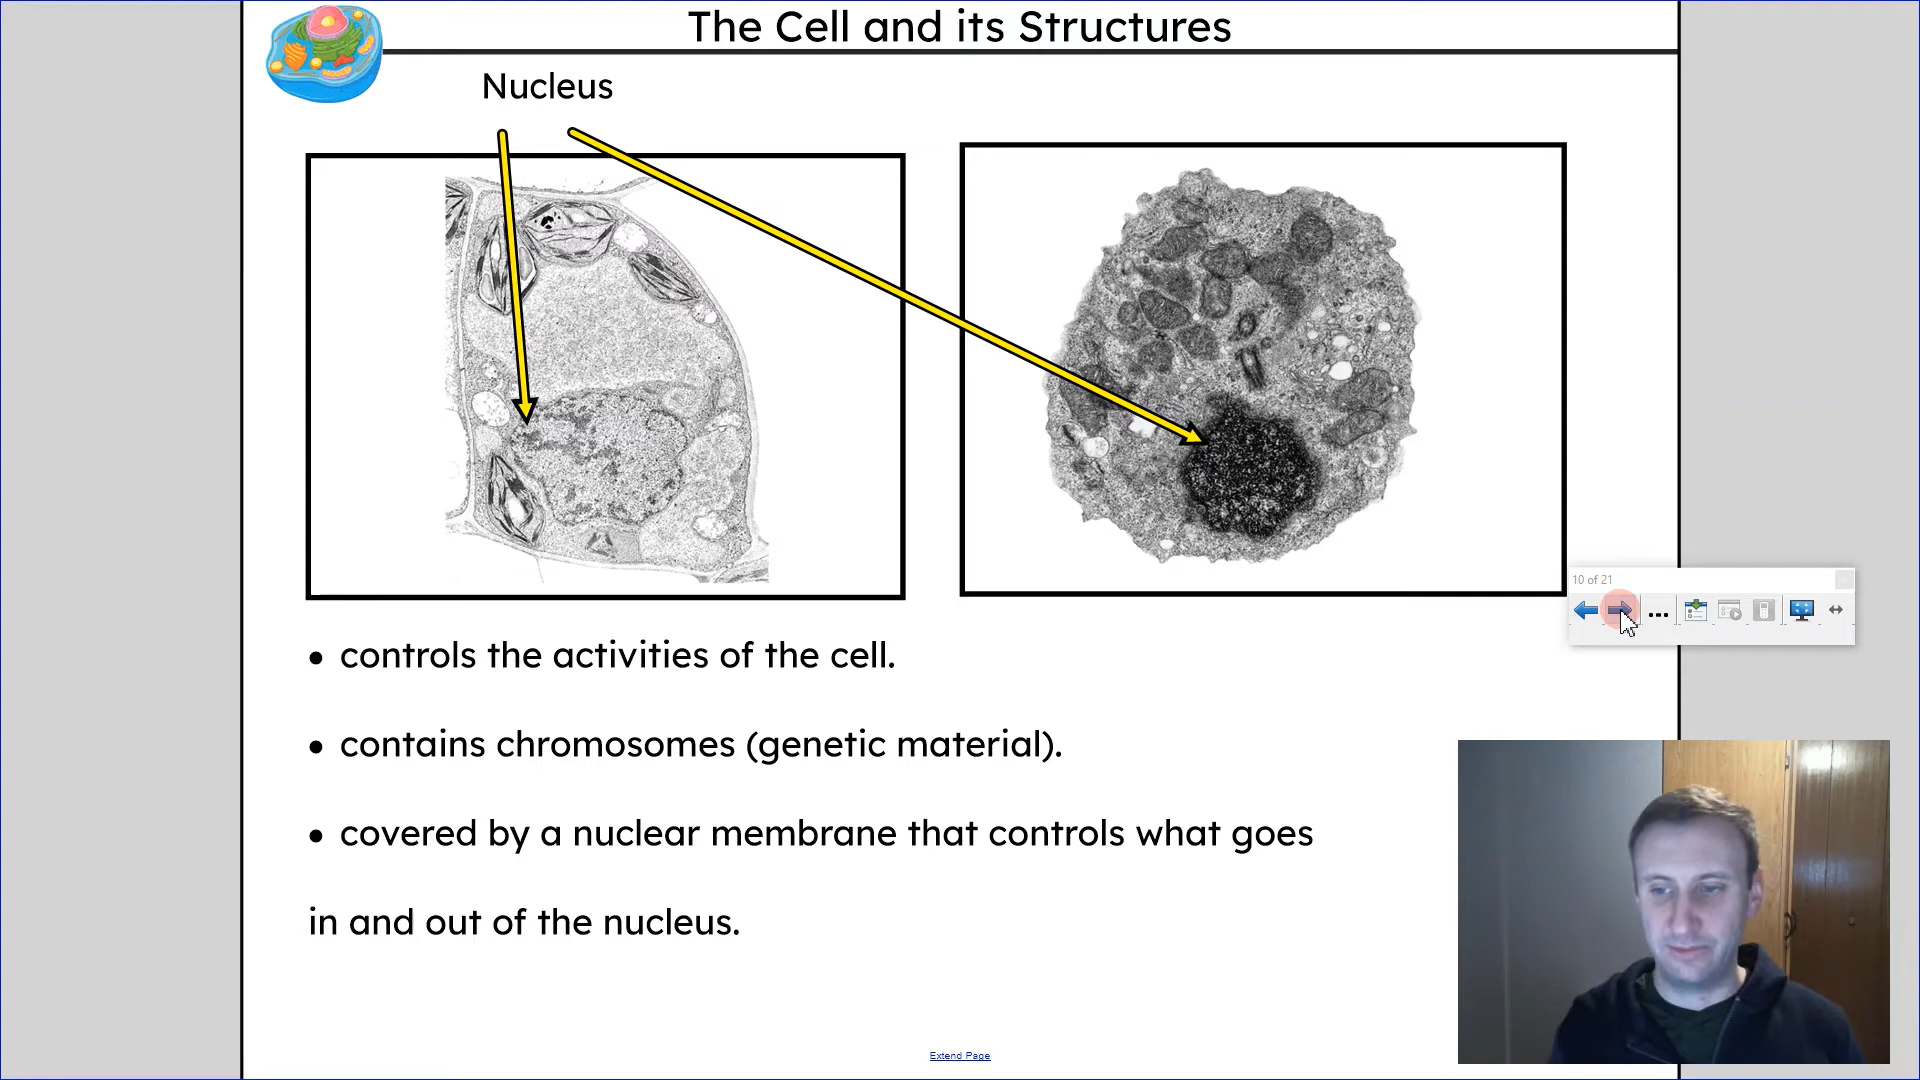 The Cell and its Structures
Nucleus
10 of 21
• controls the activities of the cell.
• contains chromosomes (genetic material).
• covered by a nuclear membrane that controls what goes
in and out of the nucleus.
Extend Page